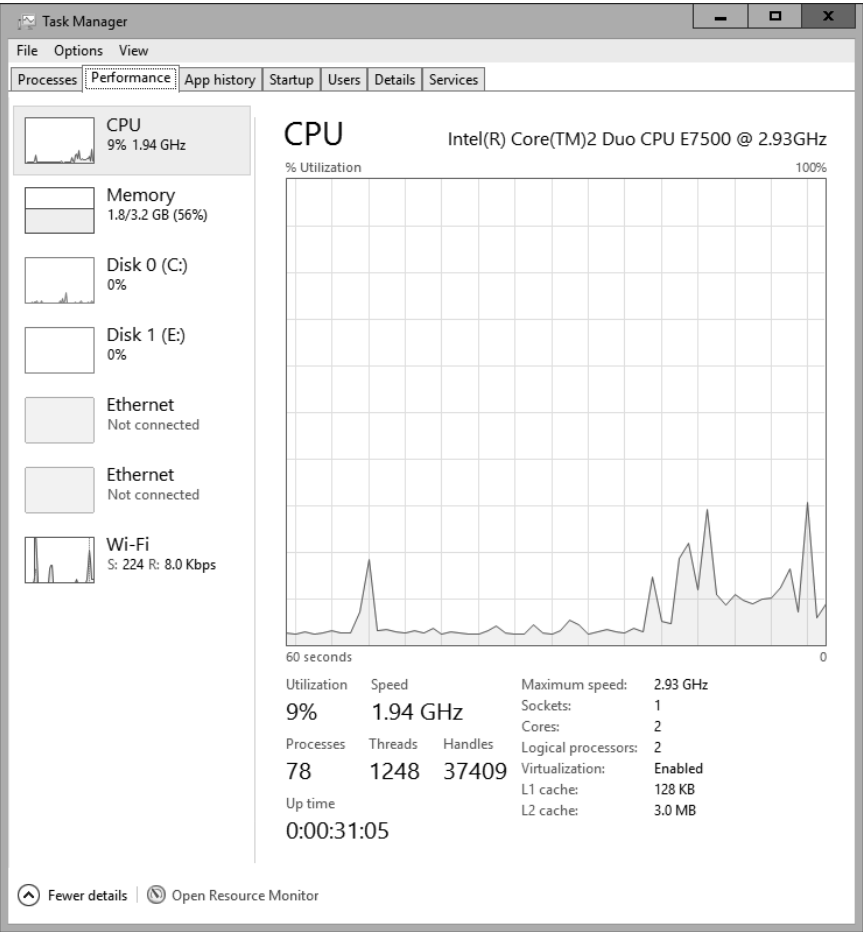 Task Manager
File Options View
Processes Performance App history Startup Users Details Services
CPU
9% 1.94 GHz
Memory
1.8/3.2 GB (56%)
Disk 0 (C:)
0%
Disk 1 (E:)
0%
Ethernet
Not connected
Ethernet
Not connected
Wi-Fi
S: 224 R: 8.0 Kbps
CPU Intel(R) Core(TM)2 Duo CPU E7500 @ 2.93GHz
% Utilization 100%
60 seconds 0
Utilization Speed
9% 1.94 GHz
Processes Threads Handles
78 1248 37409
Up time
0:00:31:05
Maximum speed: 2.93 GHz
Sockets: 1
Cores: 2
Logical processors: 2
Virtualization: Enabled
L1 cache: 128 KB
L2 cache: 3.0 MB
Fewer details Open Resource Monitor